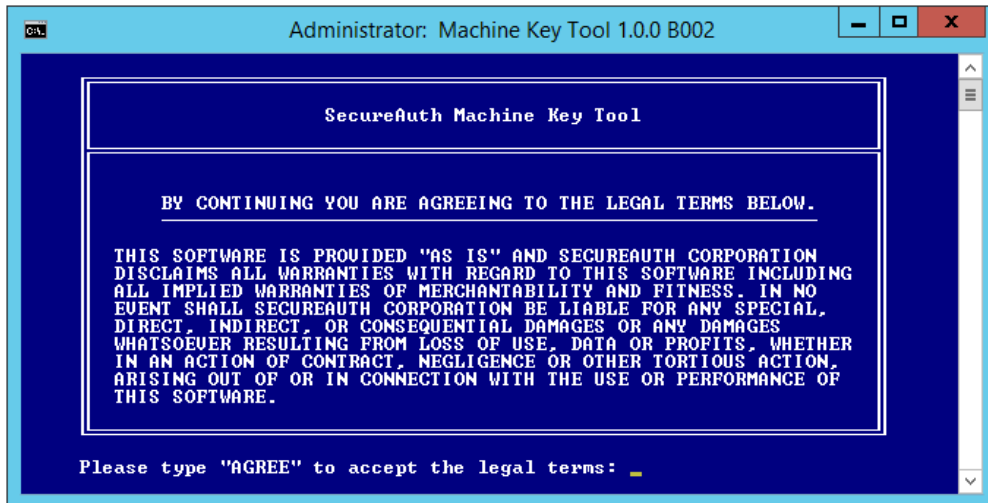 Administrator: Machine Key Tool 1.0.0 B002
SecureAuth Machine Key Tool
BY CONTINUING YOU ARE AGREEING TO THE LEGAL TERMS BELOW.
THIS SOFTWARE IS PROVIDED "AS IS" AND SECUREAUTH CORPORATION
DISCLAIMS ALL WARRANTIES WITH REGARD TO THIS SOFTWARE INCLUDING
ALL IMPLIED WARRANTIES OF MERCHANTABILITY AND FITNESS. IN NO
EVENT SHALL SECUREAUTH CORPORATION BE LIABLE FOR ANY SPECIAL,
DIRECT, INDIRECT, OR CONSEQUENTIAL DAMAGES OR ANY DAMAGES
WHATSOEVER RESULTING FROM LOSS OF USE, DATA OR PROFITS, WHETHER
IN AN ACTION OF CONTRACT, NEGLIGENCE OR OTHER TORTIOUS ACTION,
ARISING OUT OF OR IN CONNECTION WITH THE USE OR PERFORMANCE OF
THIS SOFTWARE.
Please type "AGREE" to accept the legal terms: _